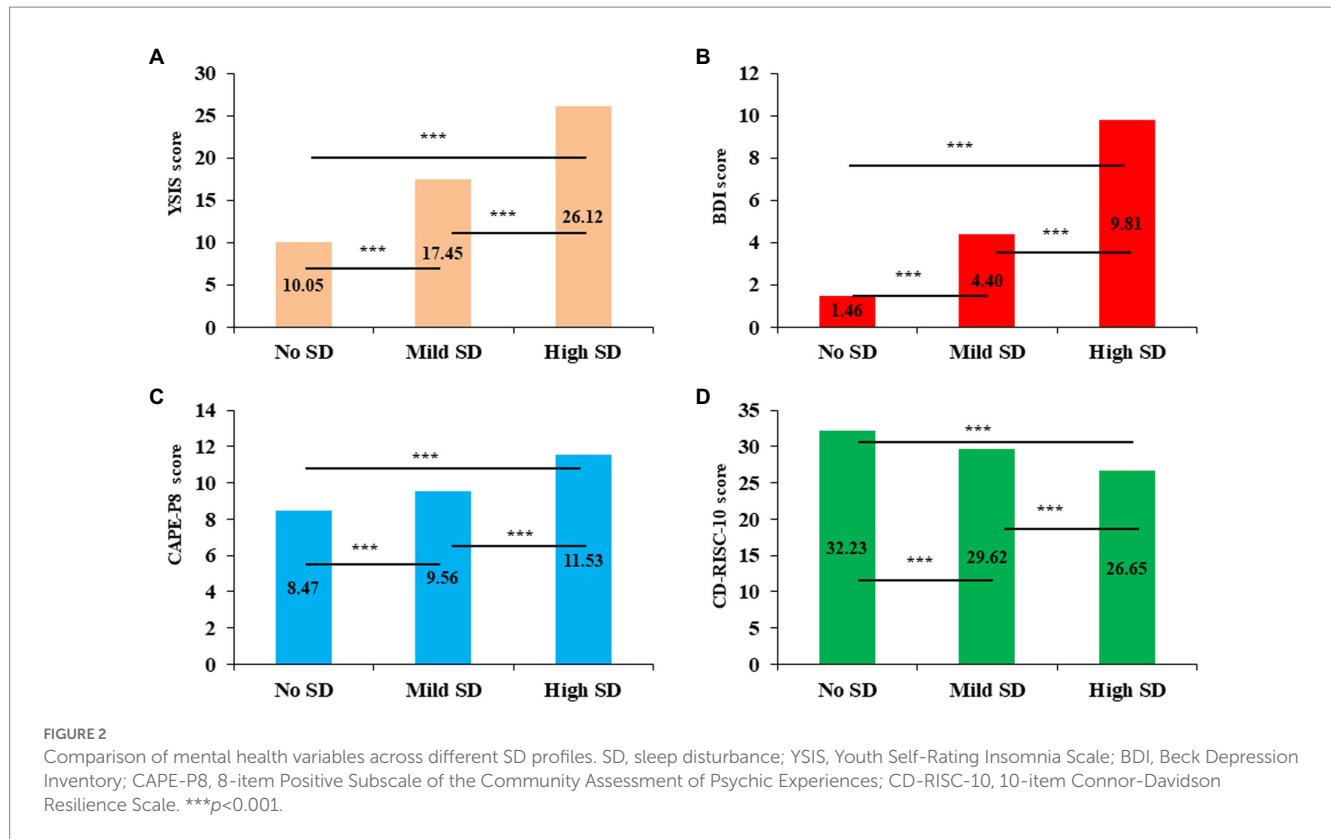 A
YSIS score
30
25
20
15
10
5
0
***
***
***
10.05
17.45
26.12
No SD
Mild SD
High SD
B
BDI score
12
10
8
6
4
2
0
***
***
***
1.46
4.40
9.81
No SD
Mild SD
High SD
C
CAPE-P8 score
14
12
10
8
6
4
2
0
***
***
***
8.47
9.56
11.53
No SD
Mild SD
High SD
D
CD-RISC-10 score
35
30
25
20
15
10
5
0
***
***
***
32.23
29.62
26.65
No SD
Mild SD
High SD
FIGURE 2
Comparison of mental health variables across different SD profiles. SD, sleep disturbance; YSIS, Youth Self-Rating Insomnia Scale; BDI, Beck Depression
Inventory; CAPE-P8, 8-item Positive Subscale of the Community Assessment of Psychic Experiences; CD-RISC-10, 10-item Connor-Davidson
Resilience Scale. ***p<0.001.